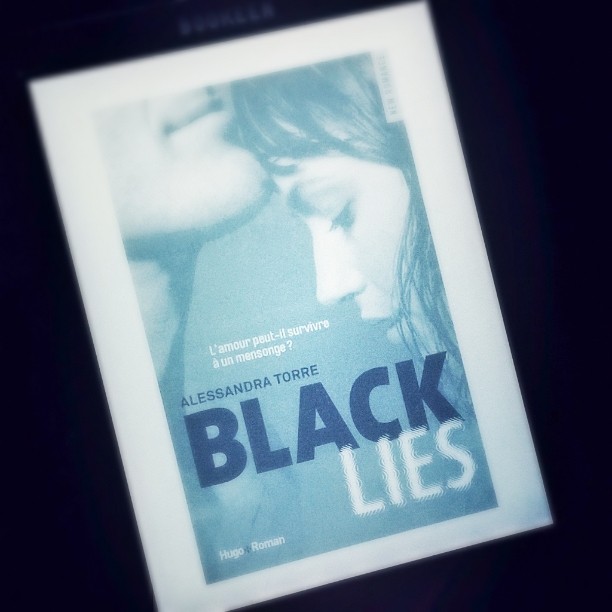 L'amour peut-il survivre
à un mensonge ?
ALESSANDRA TORRE
BLACK
LIES
Hugo Roman